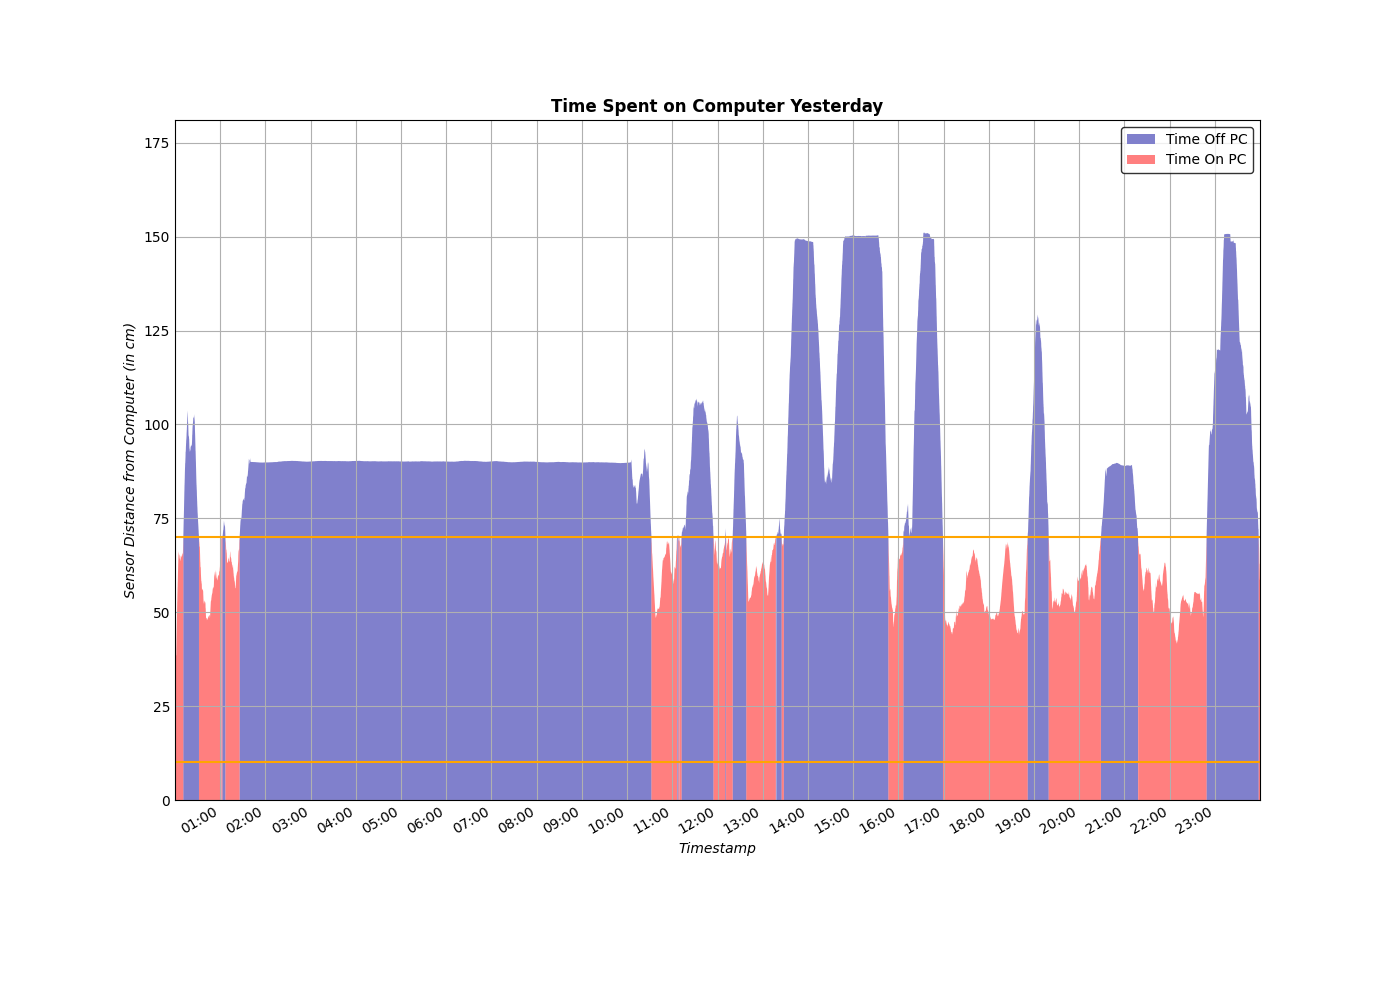 Time Spent on Computer Yesterday
Time Off PC
Time On PC
175
150
125
100
75
50
25
0
Sensor Distance from Computer (in cm)
01:00 02:00 03:00 04:00 05:00 06:00 07:00 08:00 09:00 10:00 11:00 12:00 13:00 14:00 15:00 16:00 17:00 18:00 19:00 20:00 21:00 22:00 23:00
Timestamp